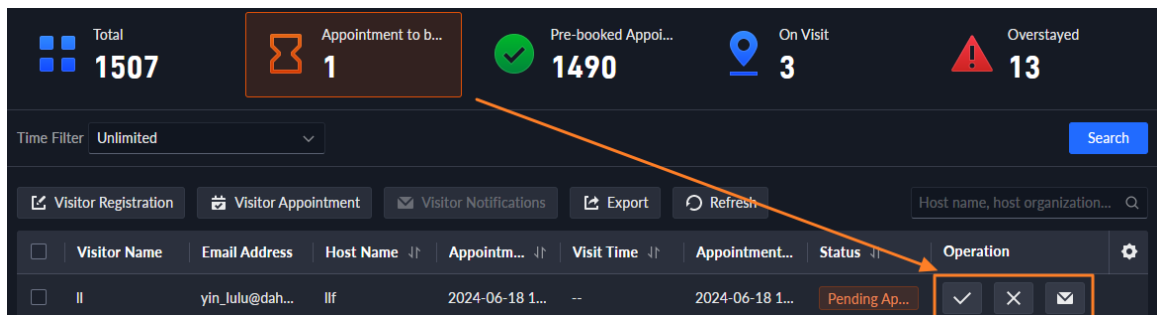 Total
1507
Appointment to b...
1
Pre-booked Appoi...
1490
On Visit
3
Overstayed
13
Time Filter Unlimited Search
Visitor Registration Visitor Appointment Visitor Notifications Export Refresh Host name, host organization...
Visitor Name Email Address Host Name Appointm... Visit Time Appointment... Status Operation
ll yin_lulu@dah... llf 2024-06-18 1... -- 2024-06-18 1... Pending Ap...